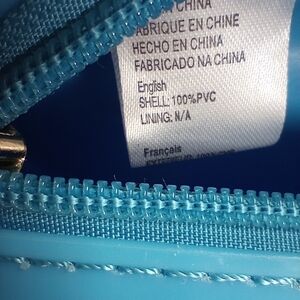 CHINA
FABRIQUE EN CHINE
HECHO EN CHINA
FABRICADO NA CHINA
English
SHELL: 100%PVC
LINING: N/A
Français